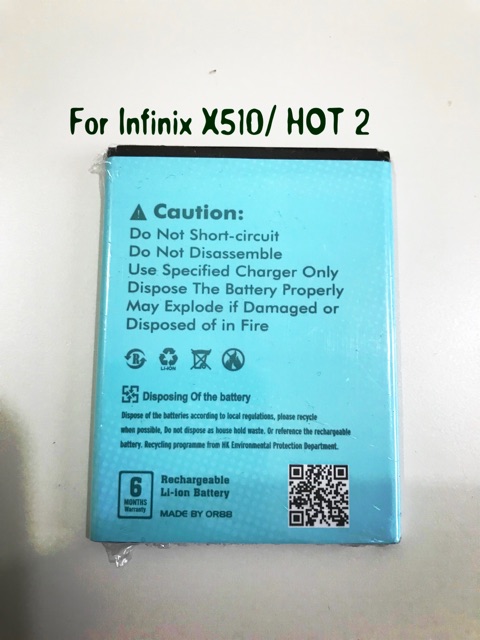 For Infinix X510/ HOT 2
Caution:
Do Not Short-circuit
Do Not Disassemble
Use Specified Charger Only
Dispose The Battery Properly
May Explode if Damaged or
Disposed of in Fire
R
LI-ION
Disposing Of the battery
Dispose of the batteries according to local regulations, please recycle
when possible, Do not dispose as house hold waste. Or reference the rechargeable
battery. Recycling programme from HK Environmental Protection Department.
6
MONTHS
Warranty
Rechargeable
Li-ion Battery
MADE BY ORBB